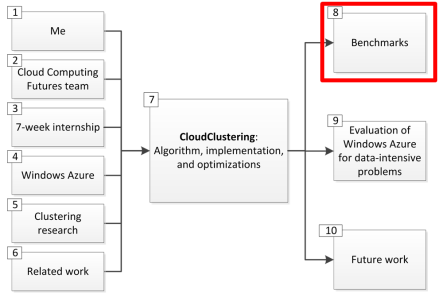 1
Me
2
Cloud Computing
Futures team
3
7-week internship
4
Windows Azure
5
Clustering
research
6
Related work
7
CloudClustering:
Algorithm, implementation,
and optimizations
8
Benchmarks
9
Evaluation of
Windows Azure
for data-intensive
problems
10
Future work